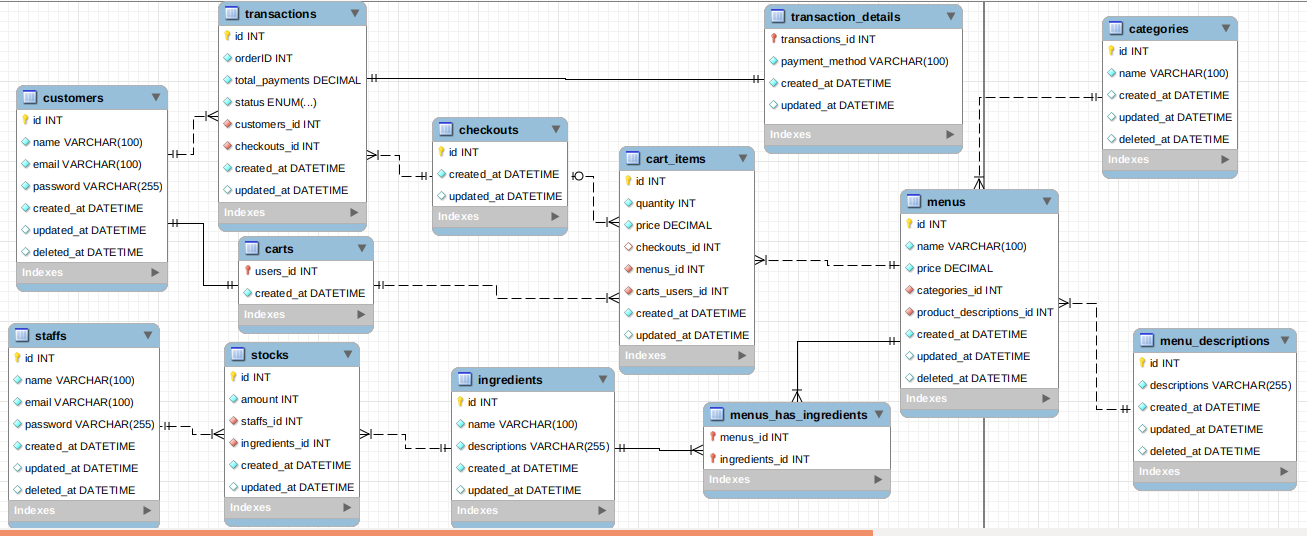 transactions
id INT
orderID INT
total_payments DECIMAL
status ENUM(...)
customers_id INT
checkouts_id INT
created_at DATETIME
updated_at DATETIME
Indexes
transaction_details
transactions_id INT
payment_method VARCHAR(100)
created_at DATETIME
updated_at DATETIME
Indexes
categories
id INT
name VARCHAR(100)
created_at DATETIME
updated_at DATETIME
deleted_at DATETIME
Indexes
customers
id INT
name VARCHAR(100)
email VARCHAR(100)
password VARCHAR(255)
created_at DATETIME
updated_at DATETIME
deleted_at DATETIME
Indexes
checkouts
id INT
created_at DATETIME
updated_at DATETIME
Indexes
cart_items
id INT
quantity INT
price DECIMAL
checkouts_id INT
menus_id INT
carts_users_id INT
created_at DATETIME
updated_at DATETIME
Indexes
menus
id INT
name VARCHAR(100)
price DECIMAL
categories_id INT
product_descriptions_id INT
created_at DATETIME
updated_at DATETIME
deleted_at DATETIME
Indexes
carts
users_id INT
created_at DATETIME
Indexes
staffs
id INT
name VARCHAR(100)
email VARCHAR(100)
password VARCHAR(255)
created_at DATETIME
updated_at DATETIME
deleted_at DATETIME
Indexes
stocks
id INT
amount INT
staffs_id INT
ingredients_id INT
created_at DATETIME
updated_at DATETIME
Indexes
ingredients
id INT
name VARCHAR(100)
descriptions VARCHAR(255)
created_at DATETIME
updated_at DATETIME
Indexes
menus_has_ingredients
menus_id INT
ingredients_id INT
Indexes
menu_descriptions
id INT
descriptions VARCHAR(255)
created_at DATETIME
updated_at DATETIME
deleted_at DATETIME
Indexes